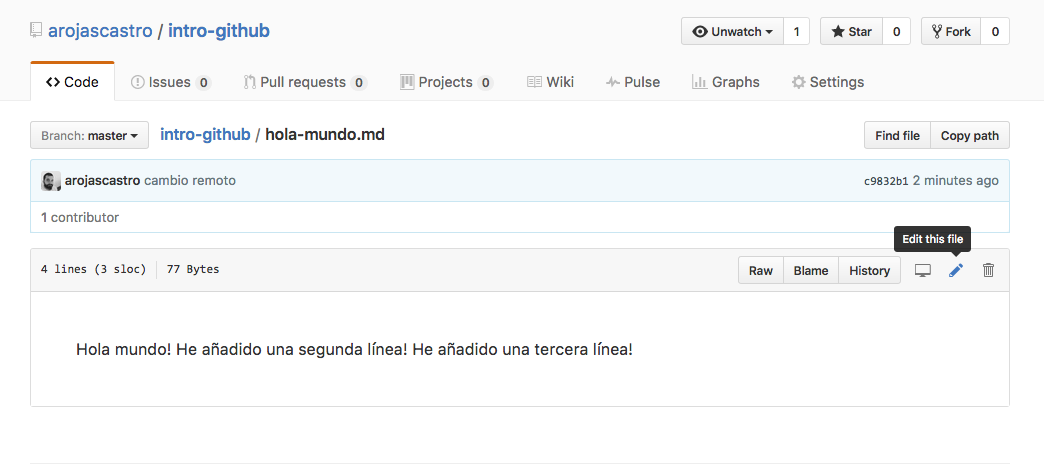 arojascastro / intro-github Unwatch 1 Star 0 Fork 0
Code Issues 0 Pull requests 0 Projects 0 Wiki Pulse Graphs Settings
Branch: master intro-github / hola-mundo.md Find file Copy path
arojascastro cambio remoto c9832b1 2 minutes ago
1 contributor
Edit this file
4 lines (3 sloc) 77 Bytes Raw Blame History
Hola mundo! He añadido una segunda línea! He añadido una tercera línea!